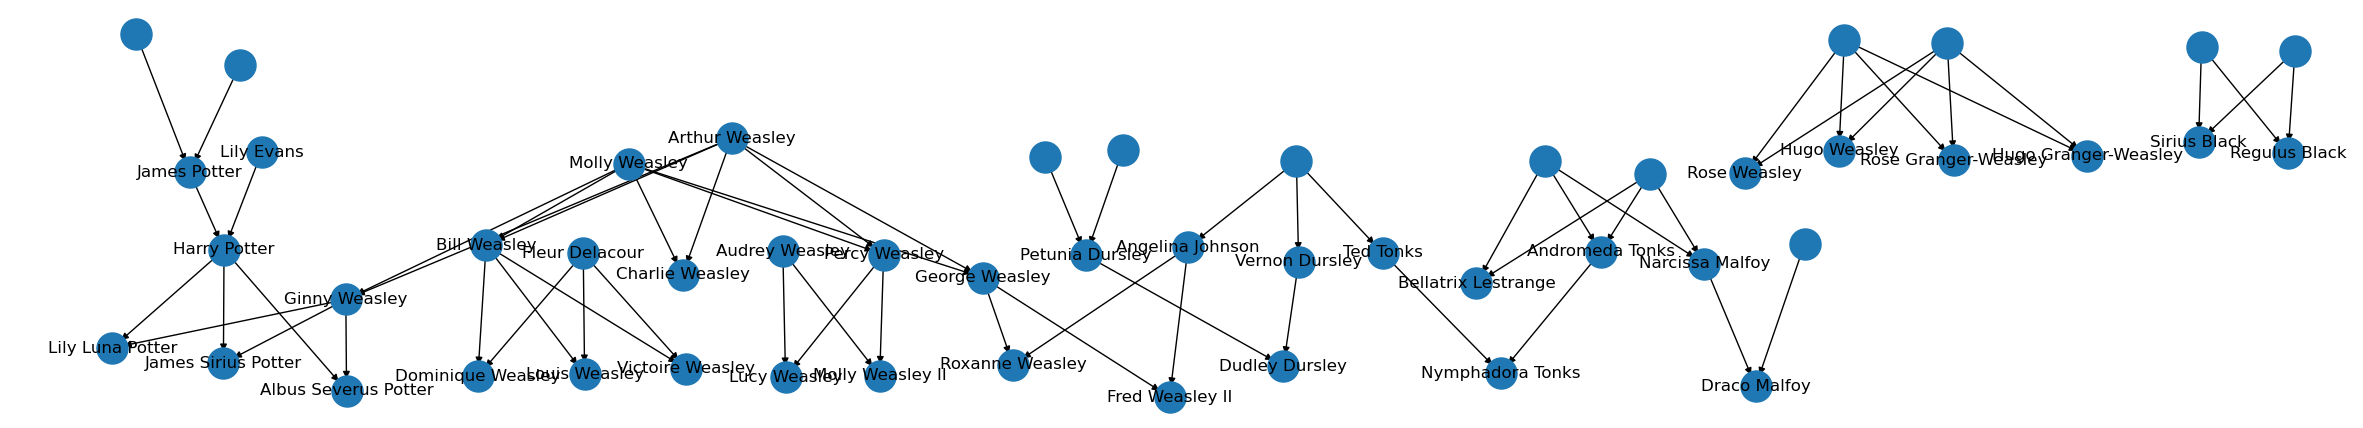 Arthur Weasley
Molly Weasley
Lily Evans
James Potter
Sirius Black
Regulus Black
Hugo Weasley
Rose Granger-Weasley
Hugo Granger-Weasley
Rose Weasley
Harry Potter
Bill Weasley
Fleur Delacour
Charlie Weasley
Audrey Weasley
Percy Weasley
George Weasley
Petunia Dursley
Angelina Johnson
Vernon Dursley
Ted Tonks
Bellatrix Lestrange
Andromeda Tonks
Narcissa Malfoy
Ginny Weasley
Lily Luna Potter
James Sirius Potter
Albus Severus Potter
Dominique Weasley
Louis Weasley
Victoire Weasley
Lucy Weasley
Molly Weasley II
Roxanne Weasley
Fred Weasley II
Dudley Dursley
Nymphadora Tonks
Draco Malfoy